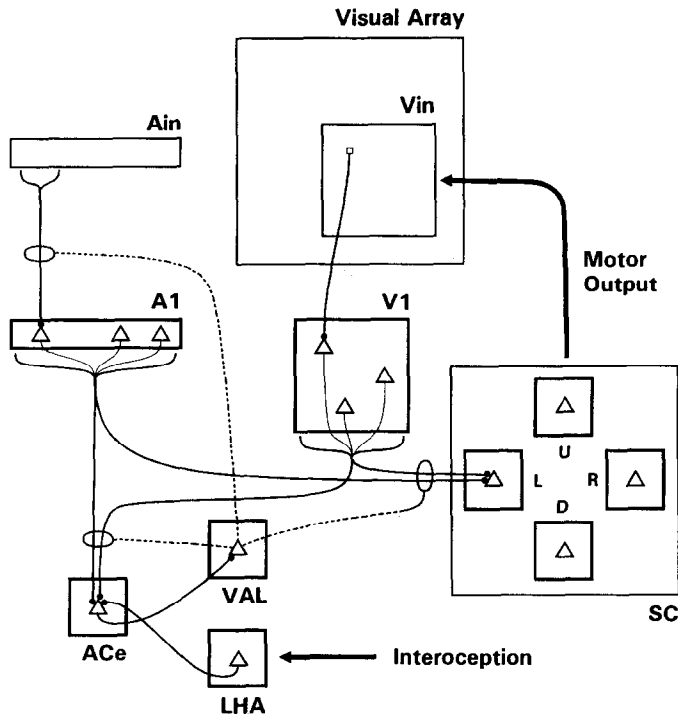 Visual Array
Ain
Vin
Motor
Output
A1
V1
U
L
R
D
VAL
SC
ACe
Interoception
LHA